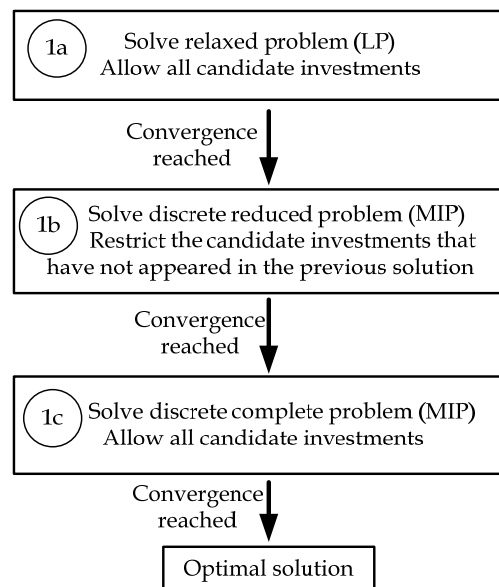 1a
Solve relaxed problem (LP)
Allow all candidate investments
Convergence
reached
1b
Solve discrete reduced problem (MIP)
Restrict the candidate investments that
have not appeared in the previous solution
Convergence
reached
1c
Solve discrete complete problem (MIP)
Allow all candidate investments
Convergence
reached
Optimal solution